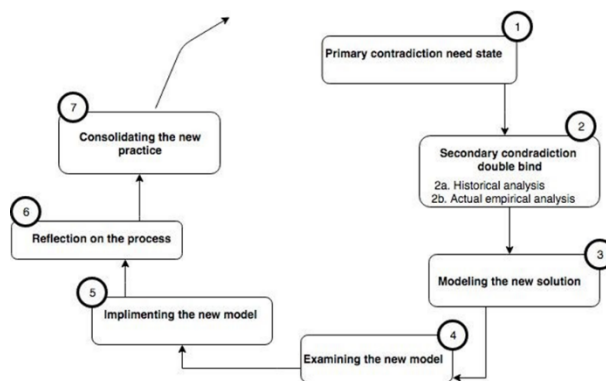 1
Primary contradiction need state
2
Secondary condradiction
double bind
2a. Historical analysis
2b. Actual empirical analysis
3
Modeling the new solution
4
Examining the new model
5
Implimenting the new model
6
Reflection on the process
7
Consolidating the new
practice